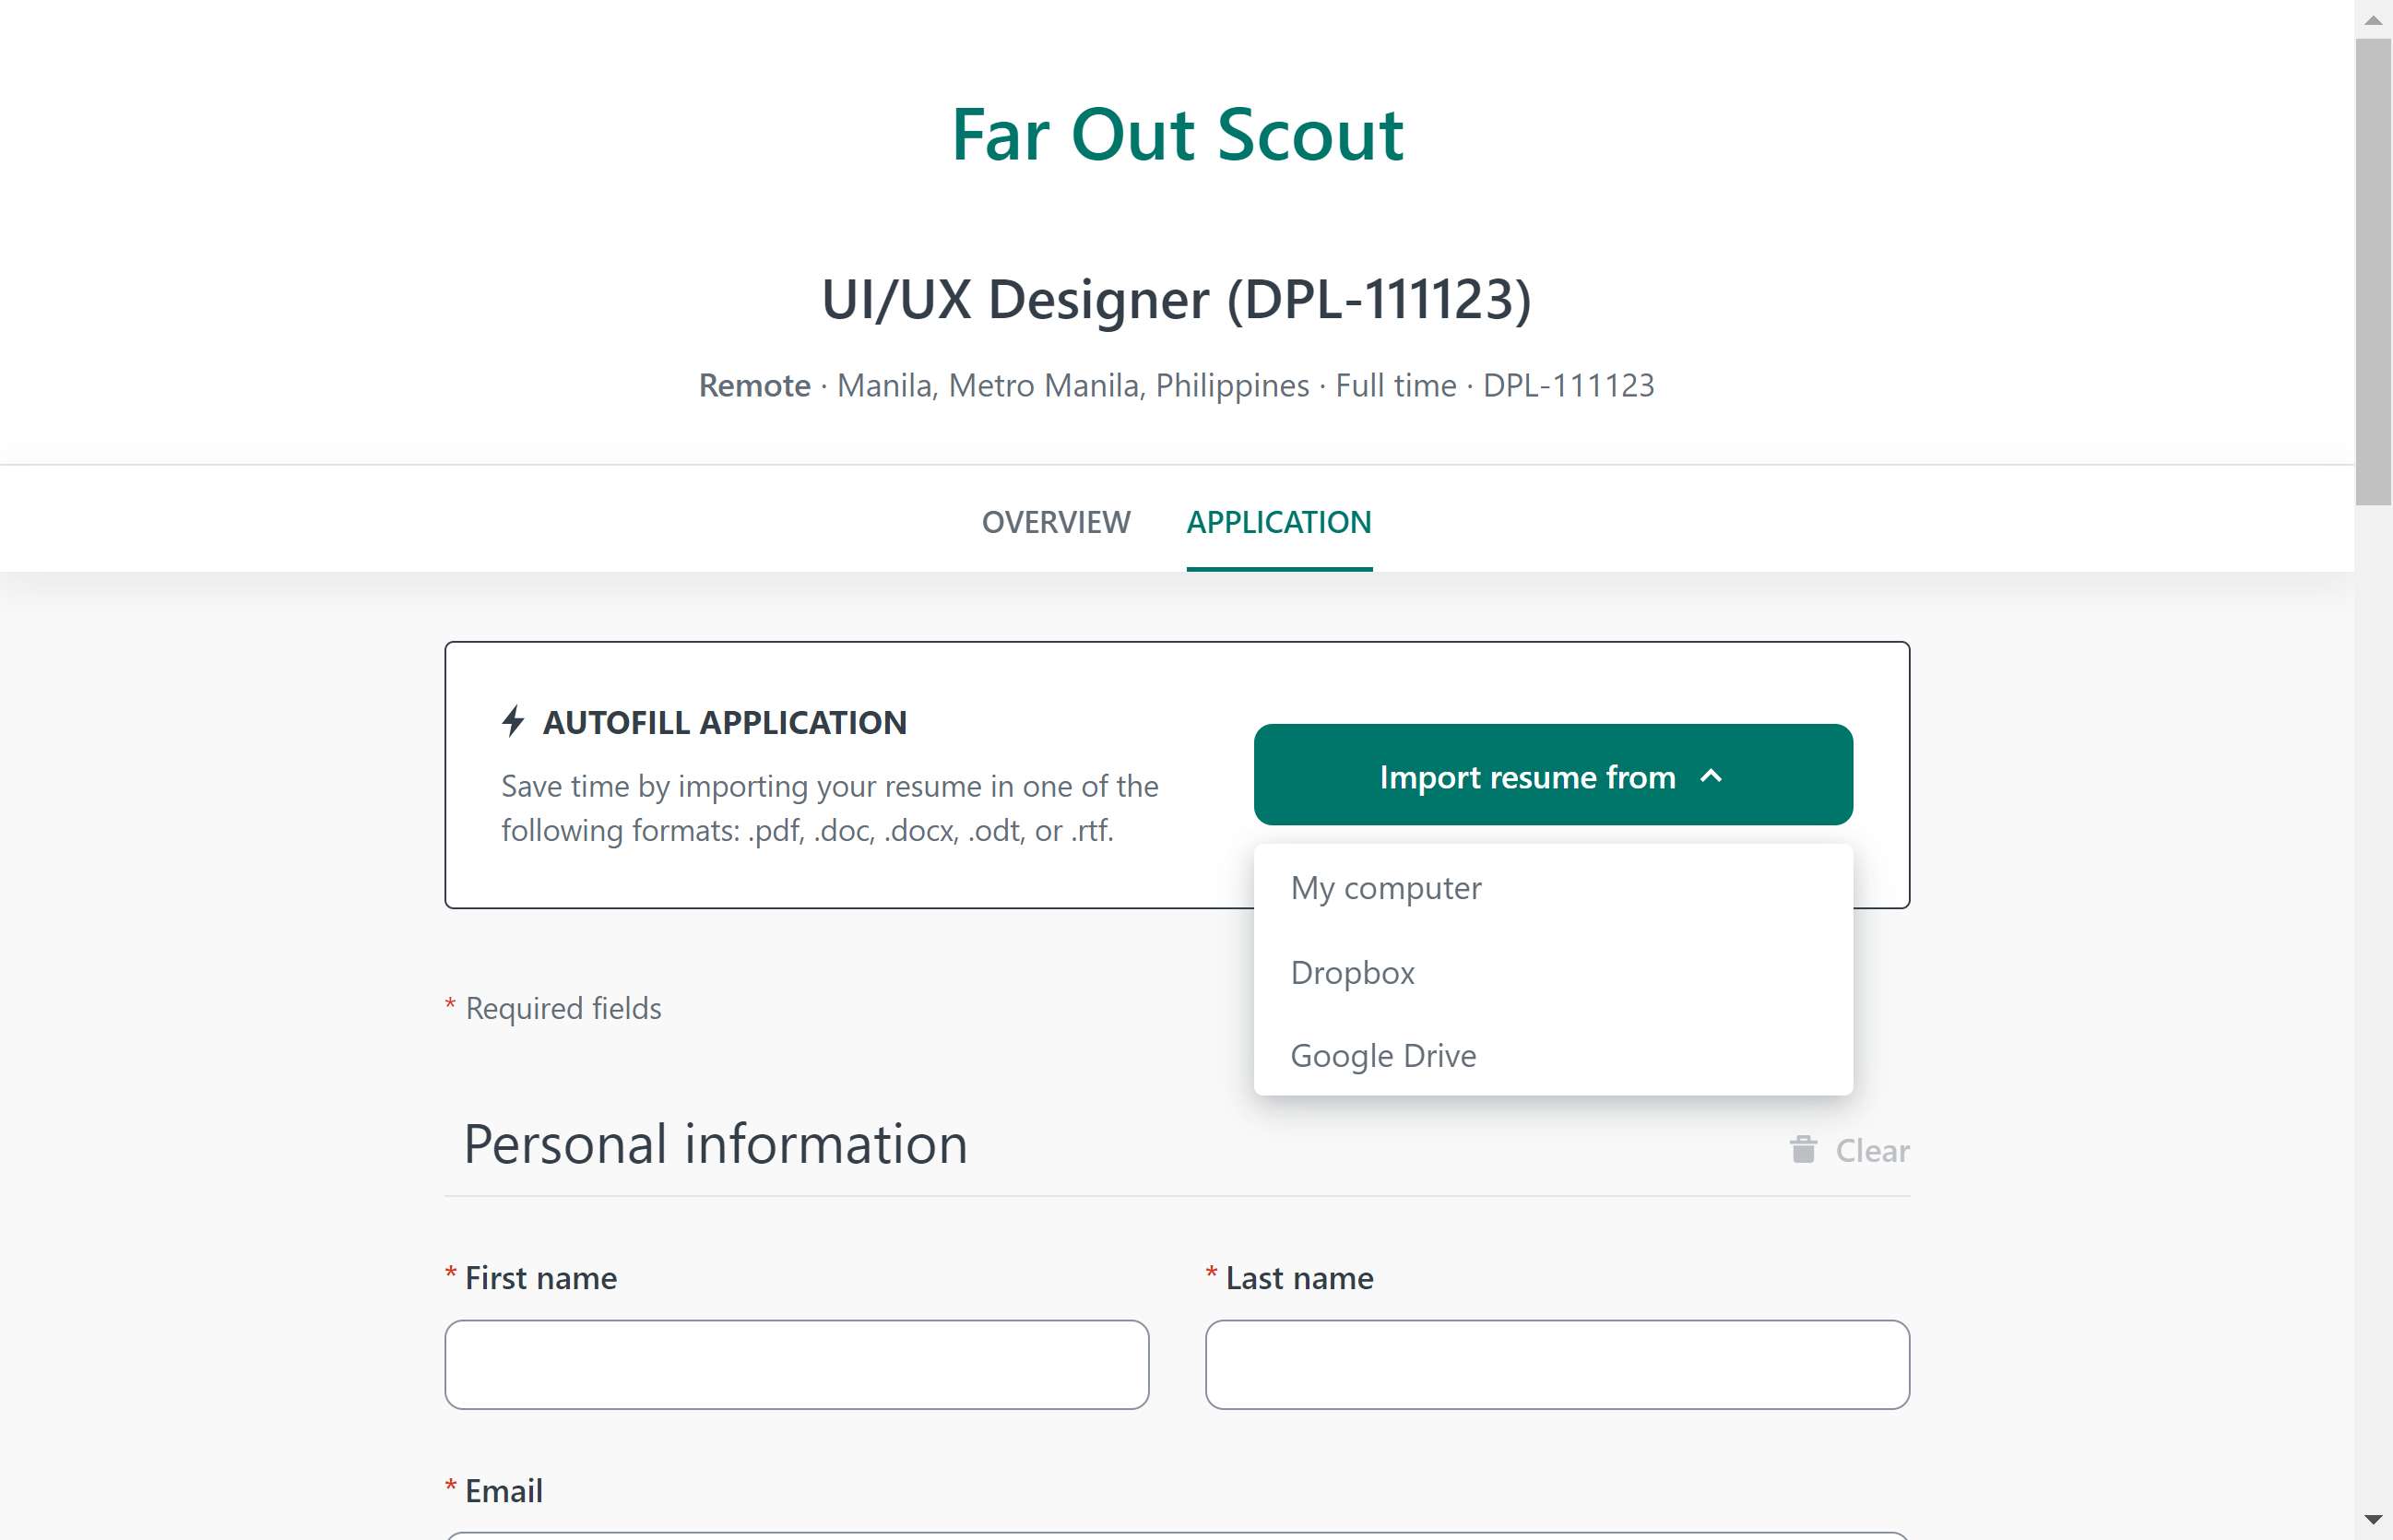 Far Out Scout
UI/UX Designer (DPL-111123)
Remote · Manila, Metro Manila, Philippines · Full time · DPL-111123
OVERVIEW
APPLICATION
AUTOFILL APPLICATION
Save time by importing your resume in one of the
following formats: .pdf, .doc, .docx, .odt, or .rtf.
Import resume from
My computer
Dropbox
Google Drive
* Required fields
Personal information
Clear
* First name
* Last name
* Email